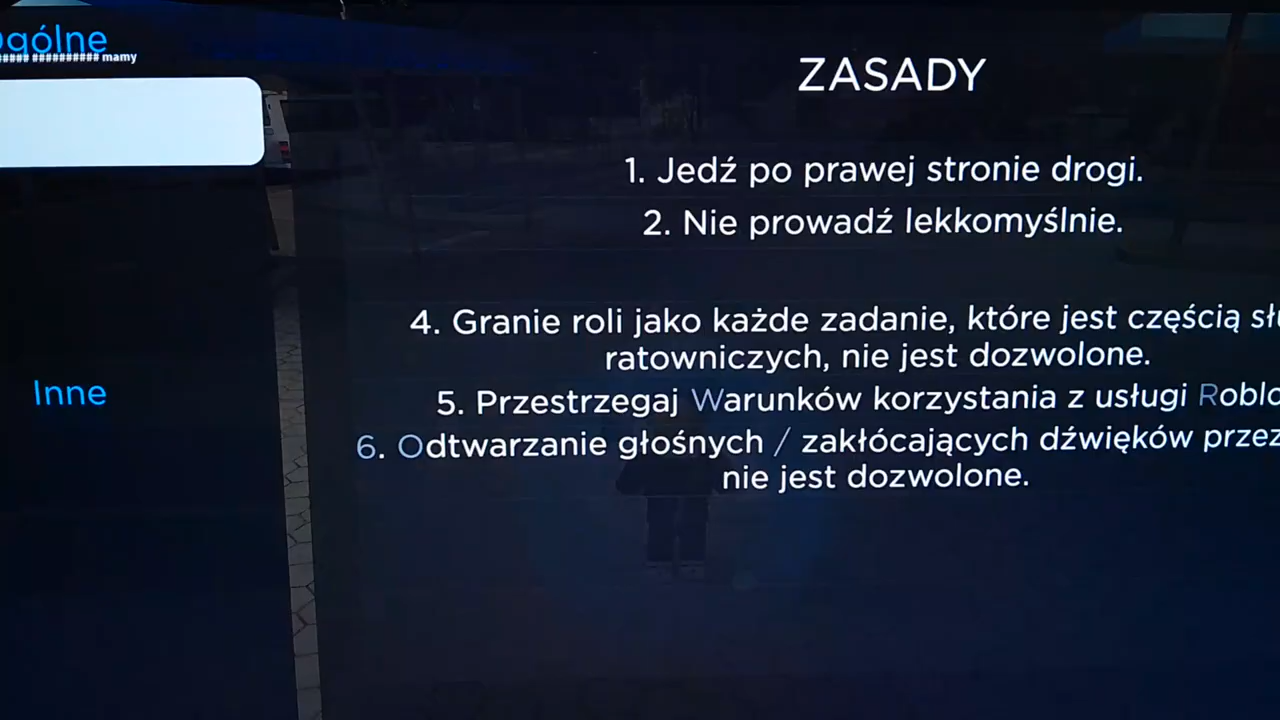 gólne
##### ########## mamy
ZASADY
1. Jedź po prawej stronie drogi.
2. Nie prowadź lekkomyślnie.
4. Granie roli jako każde zadanie, które jest częścią
ratowniczych, nie jest dozwolone.
Inne
5. Przestrzegaj Warunków korzystania z usługi Roblo
6. Odtwarzanie głośnych / zakłócających dźwięków przez
nie jest dozwolone.